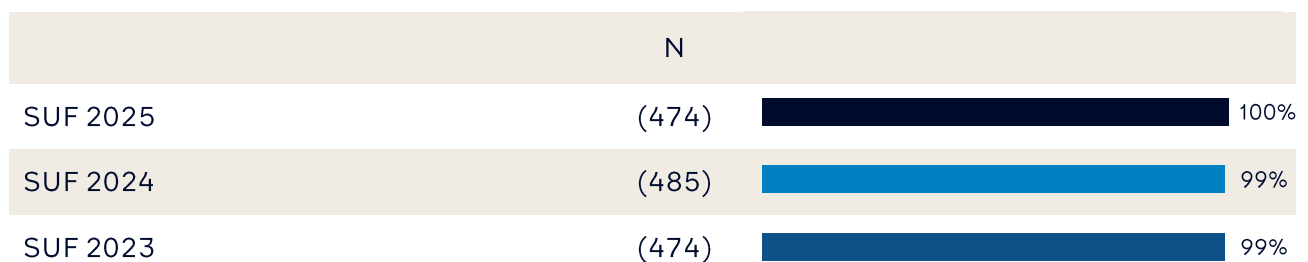 N
SUF 2025 (474) 100%
SUF 2024 (485) 99%
SUF 2023 (474) 99%